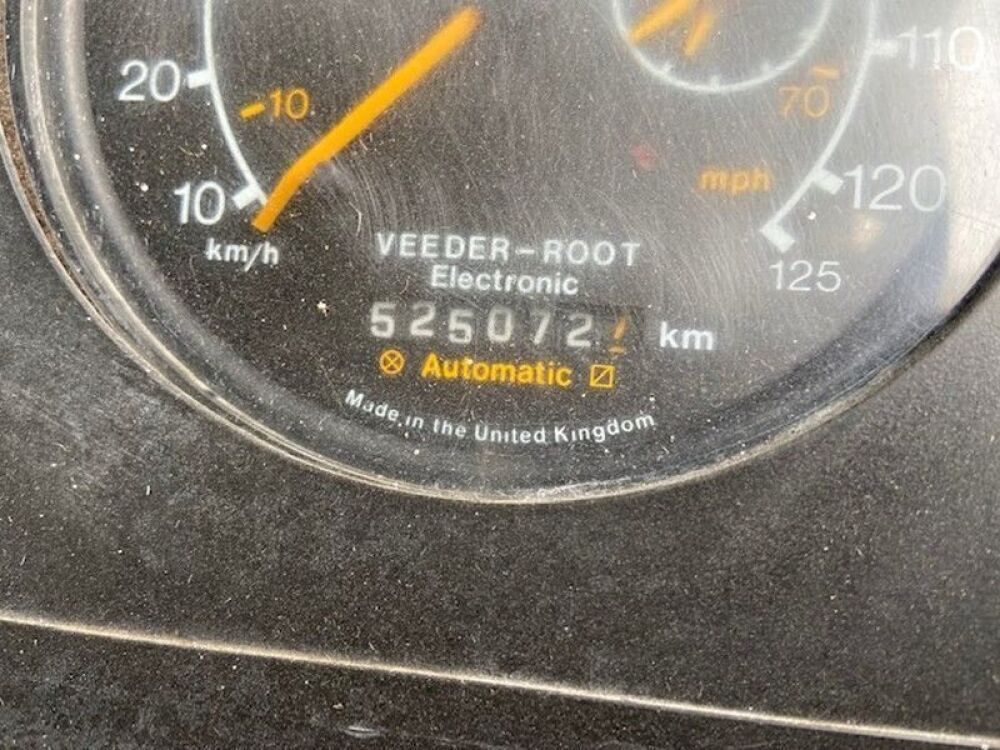 20
10
10
km/h
110
70
mph
120
125
VEEDER-ROOT
Electronic
525072 km
Automatic
Made in the United Kingdom